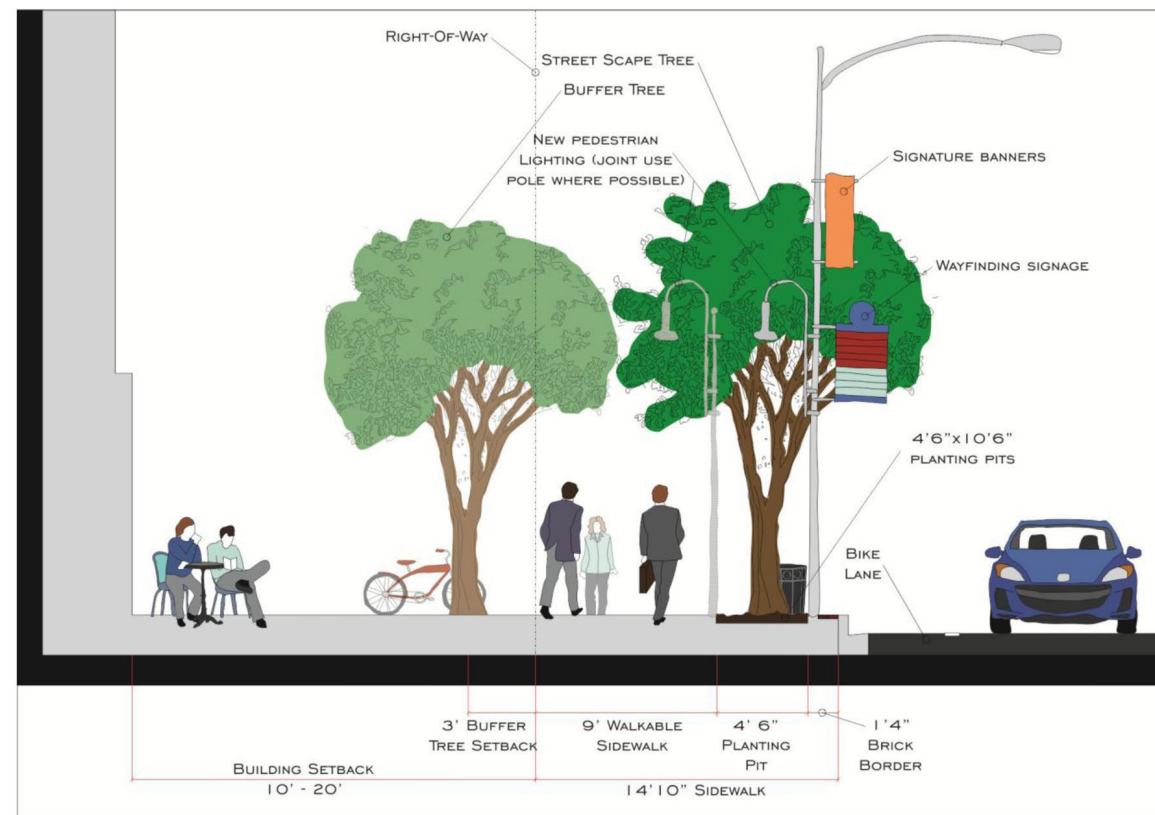 Right-Of-Way
Street Scape Tree
Buffer Tree
New pedestrian
Lighting (joint use
pole where possible)
Signature banners
Wayfinding signage
4'6"x10'6"
planting pits
Bike
Lane
3' Buffer
Tree Setback
9' Walkable
Sidewalk
4' 6"
Planting
Pit
1'4"
Brick
Border
Building Setback
10' - 20'
14'10" Sidewalk